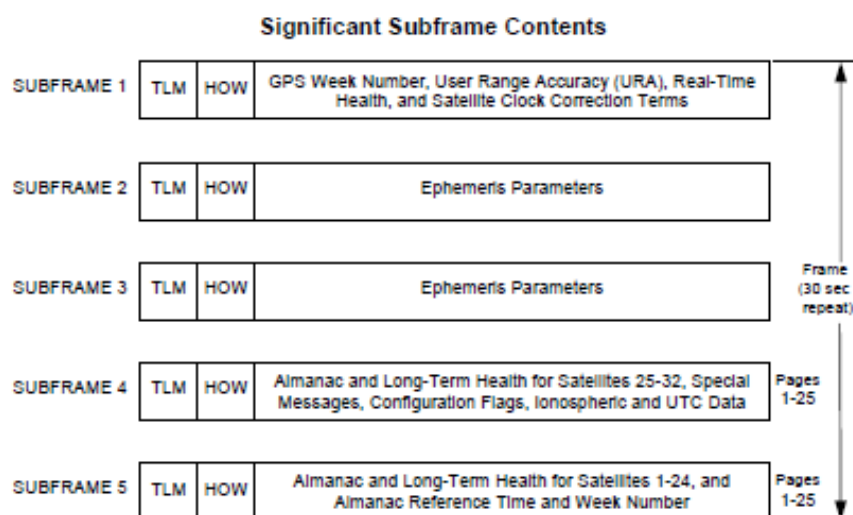 Significant Subframe Contents
SUBFRAME 1 TLM HOW GPS Week Number, User Range Accuracy (URA), Real-Time
Health, and Satellite Clock Correction Terms
SUBFRAME 2 TLM HOW Ephemeris Parameters
SUBFRAME 3 TLM HOW Ephemeris Parameters
Frame
(30 sec
repeat)
SUBFRAME 4 TLM HOW Almanac and Long-Term Health for Satellites 25-32, Special
Messages, Configuration Flags, Ionospheric and UTC Data
Pages
1-25
SUBFRAME 5 TLM HOW Almanac and Long-Term Health for Satellites 1-24, and
Almanac Reference Time and Week Number
Pages
1-25